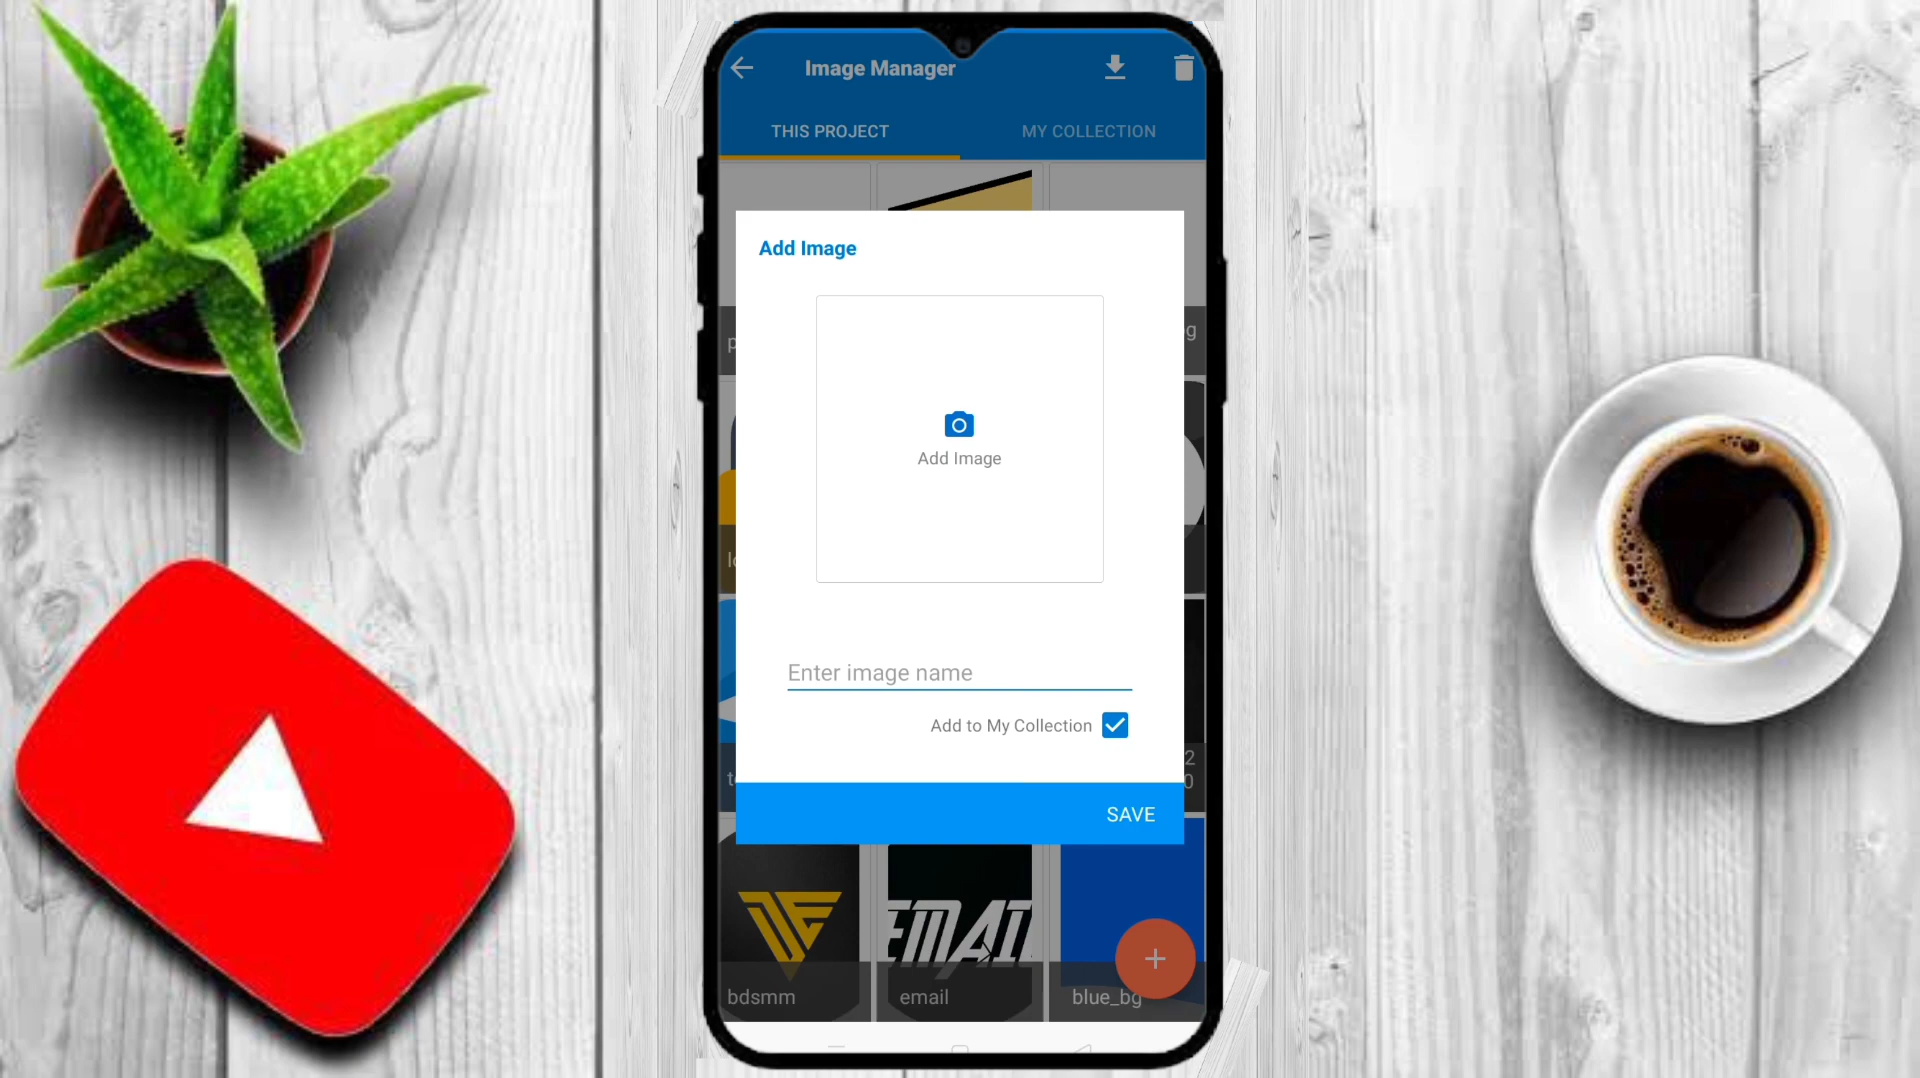 Image Manager
THIS PROJECT
MY COLLECTION
Add Image
Add Image
Enter image name
Add to My Collection
SAVE
EMAIL
bdsmm
email
blue_bg